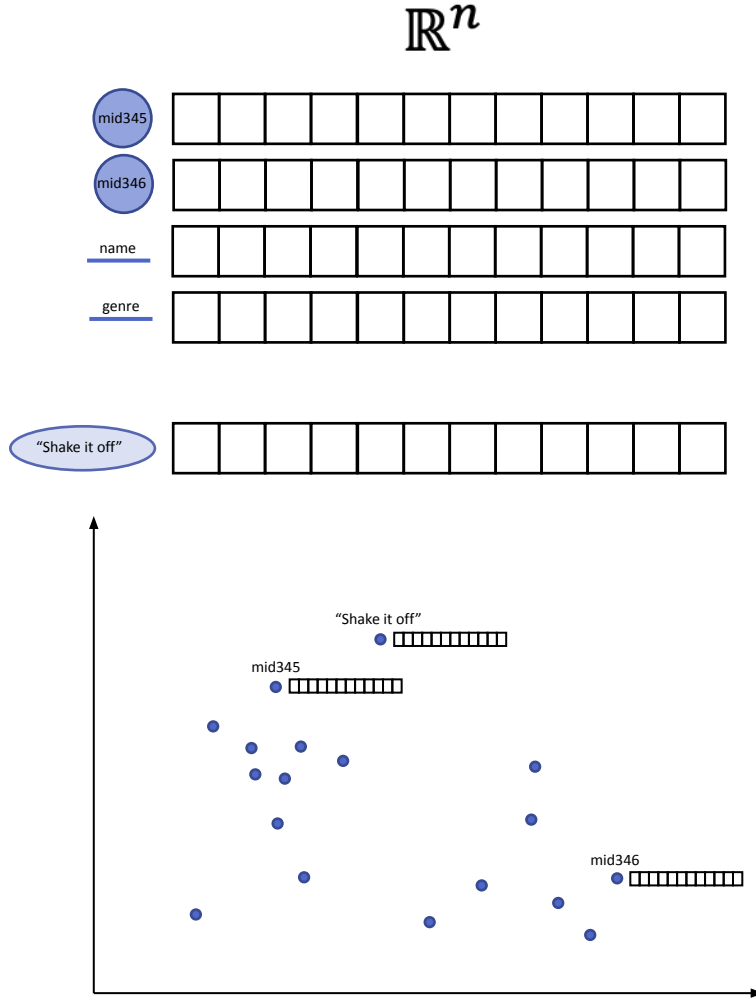 ℝⁿ
mid345
mid346
name
genre
“Shake it off”
“Shake it off”
mid345
mid346